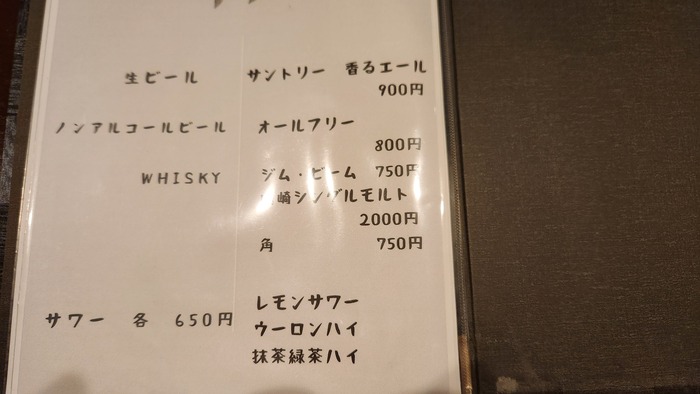 生ビール サントリー 香るエール
900円
ノンアルコールビール オールフリー
800円
WHISKY ジム・ビーム 750円
崎シングルモルト
2000円
角 750円
サワー 各 650円
レモンサワー
ウーロンハイ
抹茶緑茶ハイ